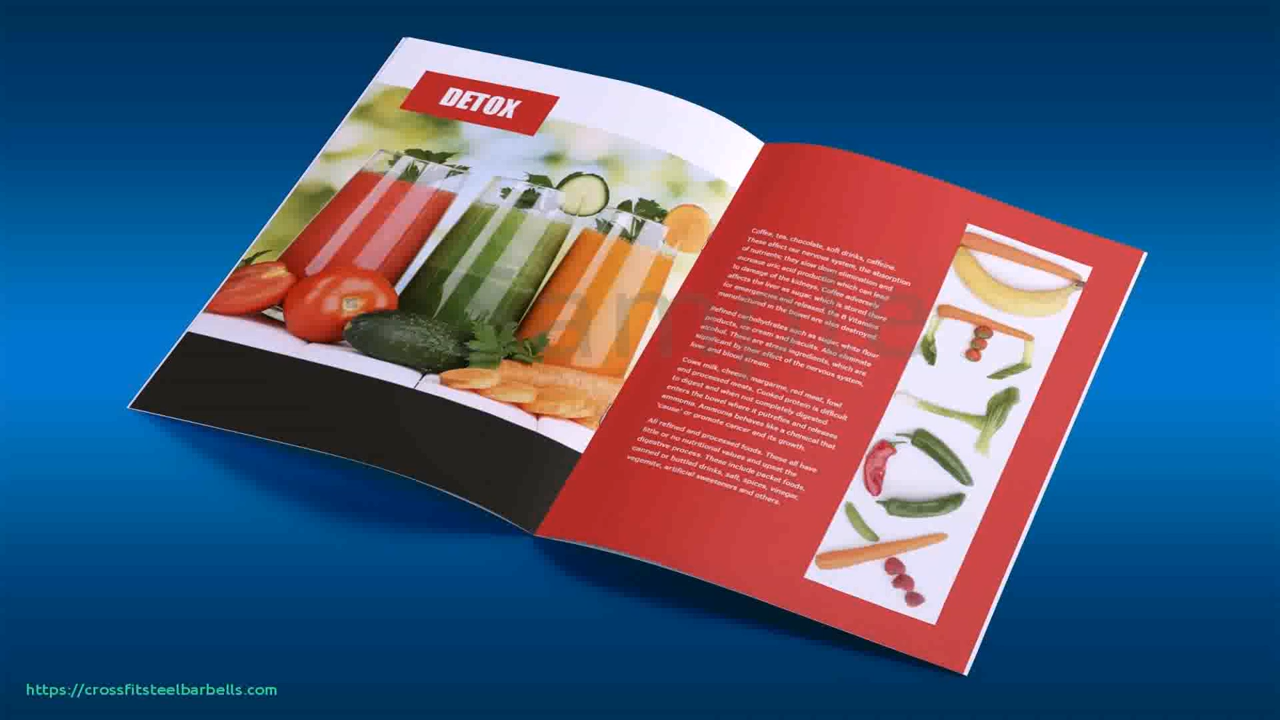 DETOX
Coffee, tea, chocolate, soft drinks, caffeine.
These effect our nervous system, the absorption
of nutrients; they slow down elimination and
increase uric acid production which can lead
to damage of the kidneys. Coffee adversely
affects the liver as sugar, which is stored there
for emergencies and released. the B Vitamins
manufactured in the bowel are also destroyed.
Refined carbohydrates such as sugar, white flour
products, ice cream and biscuits. Also eliminate
alcohol. These are stress ingredients, which are
significant by their effect of the nervous system,
liver and blood stream.
Cows milk, cheese, margarine, red meat, fowl
and processed meats. Cooked protein is difficult
to digest and when not completely digested
enters the bowel where it putrefies and releases
ammonia. Ammonia behaves like a chemical that
'cause' or promote cancer and its growth.
All refined and processed foods. These all have
little or no nutritional values and upset the
digestive process. These include packet foods,
canned or bottled drinks, salt, spices, vinegar,
vegemite, artificial sweeteners and others.
DETOX
Sample
https://crossfitsteelbarbells.com